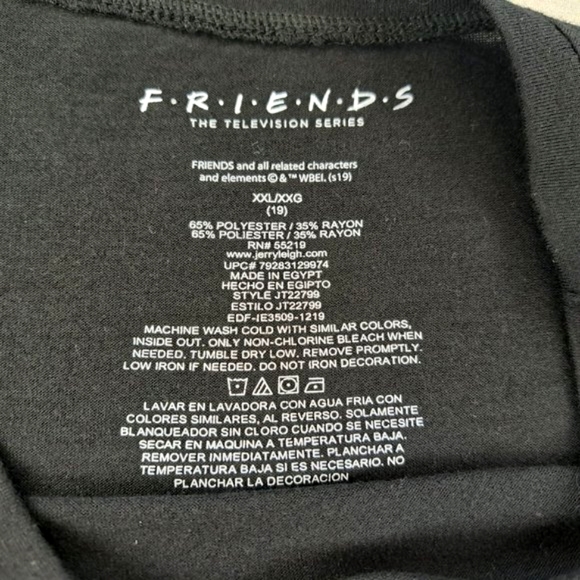 F·R·I·E·N·D·S
THE TELEVISION SERIES
FRIENDS and all related characters
and elements © & ™ WBEI. (s19)
XXL/XXG
(19)
65% POLYESTER / 35% RAYON
65% POLIESTER / 35% RAYON
RN# 55219
www.jerryleigh.com
UPC# 79283129974
MADE IN EGYPT
HECHO EN EGIPTO
STYLE JT22799
ESTILO JT22799
EDF-IE3509-1219
MACHINE WASH COLD WITH SIMILAR COLORS,
INSIDE OUT. ONLY NON-CHLORINE BLEACH WHEN
NEEDED. TUMBLE DRY LOW. REMOVE PROMPTLY.
LOW IRON IF NEEDED. DO NOT IRON DECORATION.
LAVAR EN LAVADORA CON AGUA FRIA CON
COLORES SIMILARES, AL REVERSO. SOLAMENTE
BLANQUEADOR SIN CLORO CUANDO SE NECESITE
SECAR EN MAQUINA A TEMPERATURA BAJA.
REMOVER INMEDIATAMENTE. PLANCHAR A
TEMPERATURA BAJA SI ES NECESARIO. NO
PLANCHAR LA DECORACION